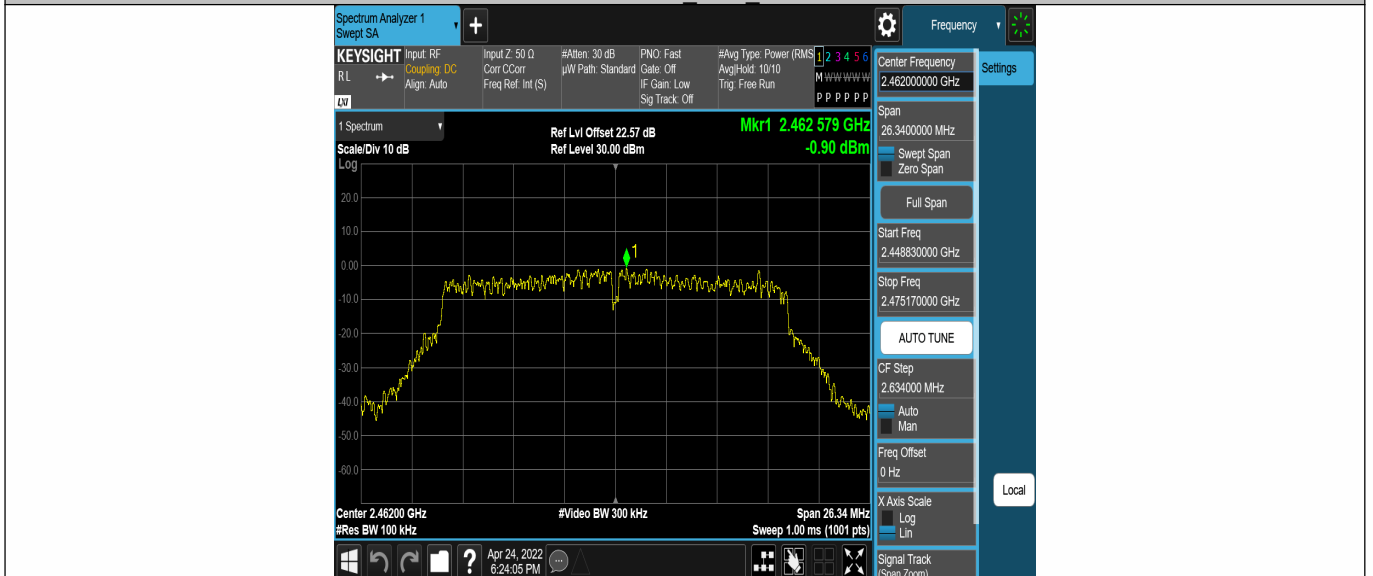 Spectrum Analyzer 1
Swept SA
+
Frequency
KEYSIGHT
R L
LXI
Input: RF
Coupling: DC
Align: Auto
Input Z: 50 Ω
Corr CCorr
Freq Ref: Int (S)
#Atten: 30 dB
µW Path: Standard
PNO: Fast
Gate: Off
IF Gain: Low
Sig Track: Off
#Avg Type: Power (RMS
Avg|Hold: 10/10
Trig: Free Run
1 2 3 4 5 6
M W W W W W
P P P P P P
1 Spectrum
Scale/Div 10 dB
Log
Ref Lvl Offset 22.57 dB
Ref Level 30.00 dBm
Mkr1 2.462 579 GHz
-0.90 dBm
20.0
10.0
0.00
-10.0
-20.0
-30.0
-40.0
-50.0
-60.0
1
Center 2.46200 GHz
#Res BW 100 kHz
#Video BW 300 kHz
Span 26.34 MHz
Sweep 1.00 ms (1001 pts)
?
Apr 24, 2022
6:24:05 PM
Center Frequency
2.462000000 GHz
Settings
Span
26.3400000 MHz
Swept Span
Zero Span
Full Span
Start Freq
2.448830000 GHz
Stop Freq
2.475170000 GHz
AUTO TUNE
CF Step
2.634000 MHz
Auto
Man
Freq Offset
0 Hz
Local
X Axis Scale
Log
Lin
Signal Track
(Span Zoom)